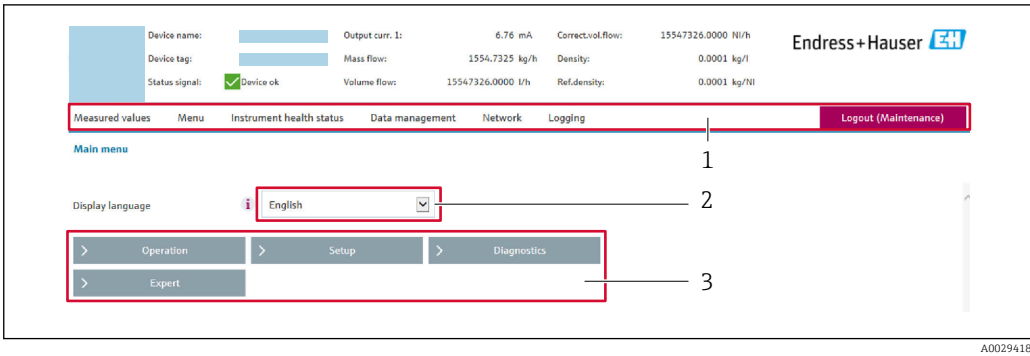 Device name: Output curr. 1: 6.76 mA Correct.vol.flow: 15547326.0000 Nl/h
Endress+Hauser EH
Device tag: Mass flow: 1554.7325 kg/h Density: 0.0001 kg/l
Status signal: Device ok Volume flow: 15547326.0000 l/h Ref.density: 0.0001 kg/Nl
Measured values Menu Instrument health status Data management Network Logging Logout (Maintenance)
1
Main menu
Display language i English 2
> Operation > Setup > Diagnostics
> Expert 3
A0029418